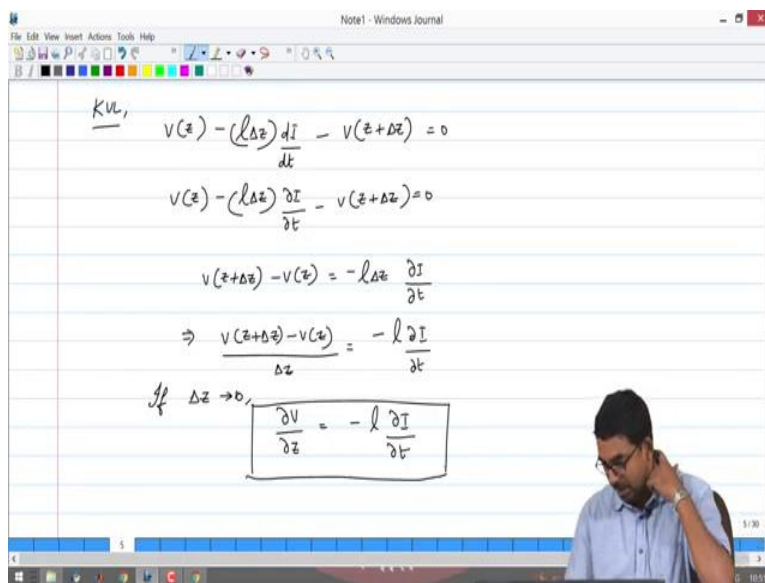 Note1 - Windows Journal
File Edit View Insert Actions Tools Help
KVL,
V(z) - (lΔz) dI/dt - V(z+Δz) = 0
V(z) - (lΔz) ∂I/∂t - V(z+Δz) = 0
V(z+Δz) - V(z) = -lΔz ∂I/∂t
⇒ V(z+Δz) - V(z) / Δz = -l ∂I/∂t
If Δz → 0,
∂V/∂z = -l ∂I/∂t
5/30
5